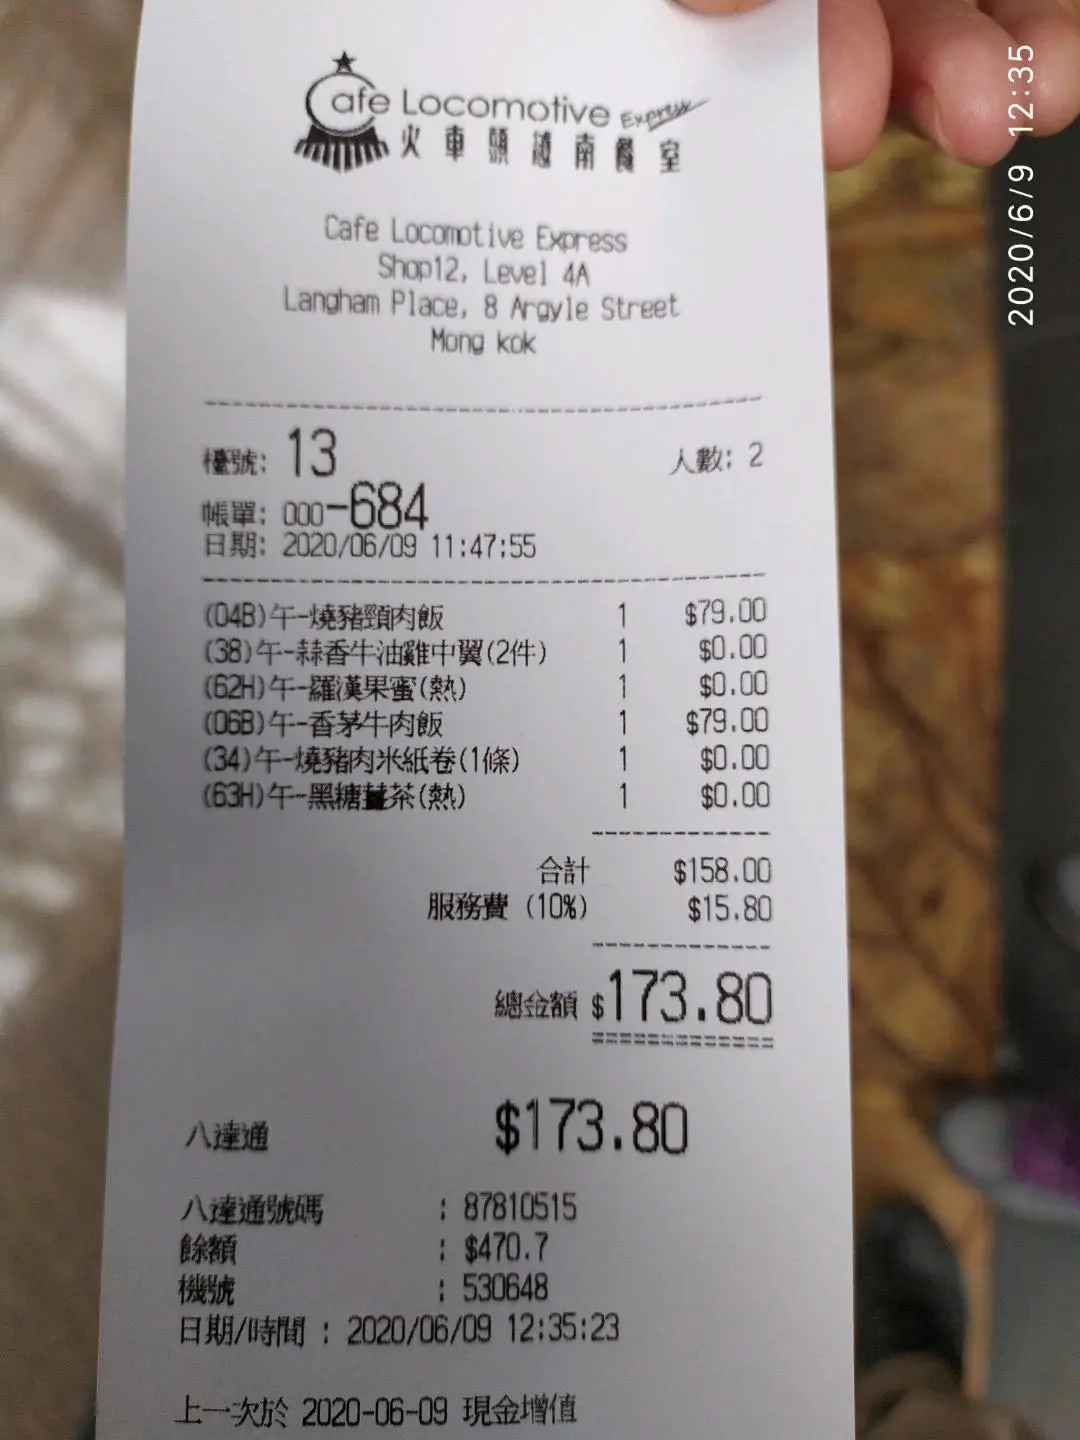 Cafe Locomotive Express
火車頭越南餐室
Cafe Locomotive Express
Shop12, Level 4A
Langham Place, 8 Argyle Street
Mong kok
檯號: 13 人數: 2
帳單: 000-684
日期: 2020/06/09 11:47:55
(04B)午-燒豬頸肉飯 1 $79.00
(38)午-蒜香牛油雞中翼(2件) 1 $0.00
(62H)午-羅漢果蜜(熱) 1 $0.00
(06B)午-香茅牛肉飯 1 $79.00
(34)午-燒豬肉米紙卷(1條) 1 $0.00
(63H)午-黑糖薑茶(熱) 1 $0.00
合計 $158.00
服務費 (10%) $15.80
總金額 $173.80
八達通 $173.80
八達通號碼 : 87810515
餘額 : $470.7
機號 : 530648
日期/時間 : 2020/06/09 12:35:23
上一次於 2020-06-09 現金增值
2020/6/9 12:35